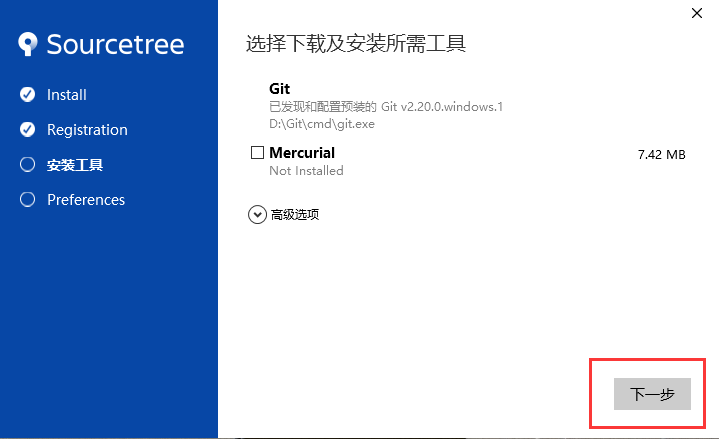 Sourcetree
Install
Registration
安装工具
Preferences
选择下载及安装所需工具
Git
已发现和配置预装的 Git v2.20.0.windows.1
D:\Git\cmd\git.exe
Mercurial
7.42 MB
Not Installed
高级选项
下一步